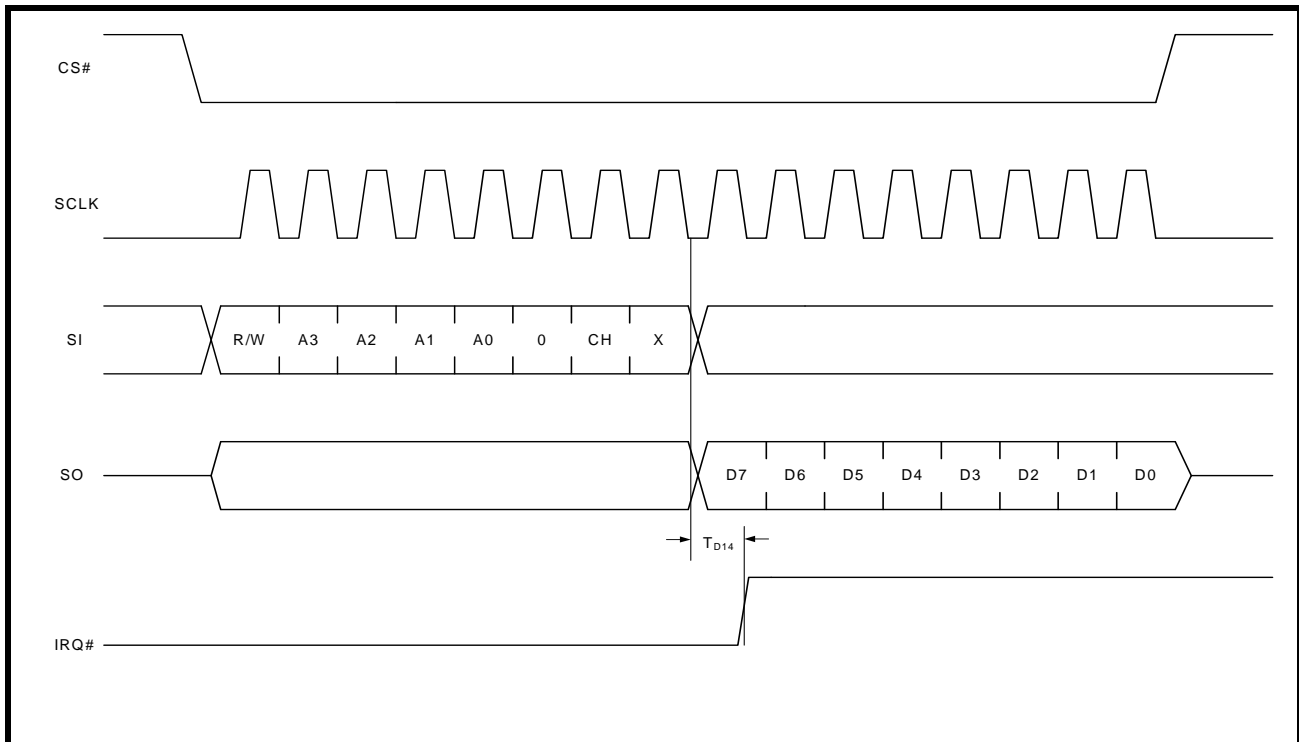 CS#
SCLK
SI
R/W A3 A2 A1 A0 0 CH X
SO
D7 D6 D5 D4 D3 D2 D1 D0
TD14
IRQ#